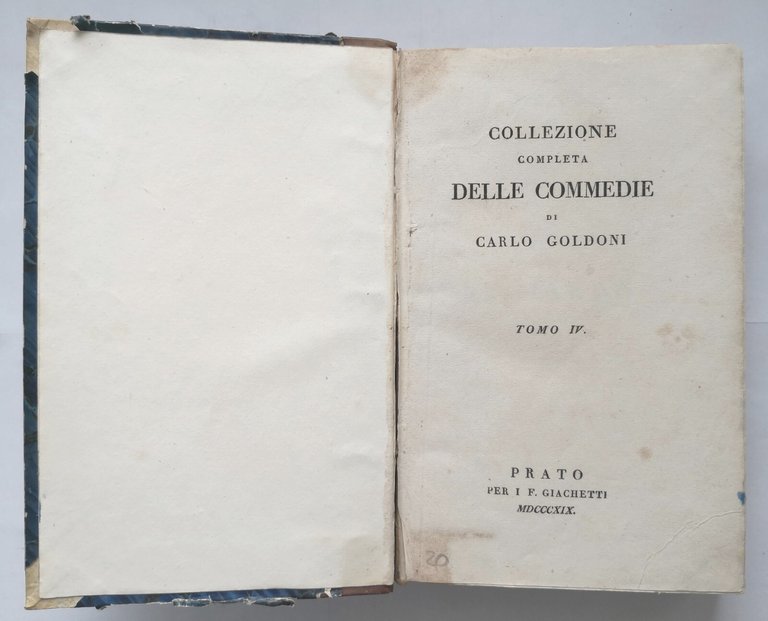 COLLEZIONE
COMPLETA
DELLE COMMEDIE
DI
CARLO GOLDONI
TOMO IV.
PRATO
PER I F. GIACHETTI
MDCCCXIX.
20